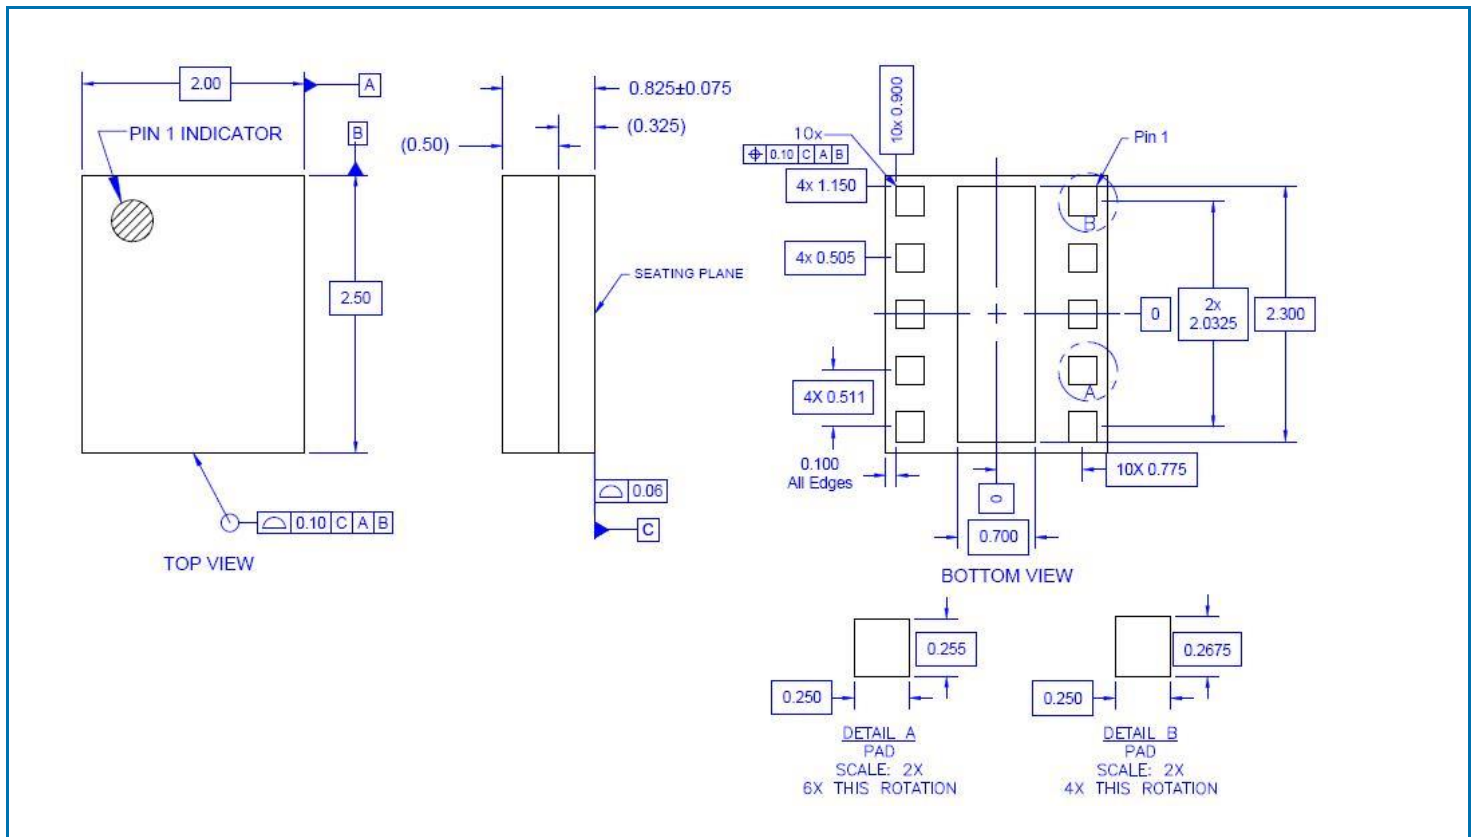 2.00
A
PIN 1 INDICATOR
B
2.50
0.10 C A B
TOP VIEW
0.825±0.075
(0.325)
(0.50)
SEATING PLANE
0.06
C
10x 0.900
10x
0.10 C A B
Pin 1
4x 1.150
B
4x 0.505
0
2x
2.0325
2.300
4X 0.511
A
0.100
All Edges
10X 0.775
0
0.700
BOTTOM VIEW
0.255
0.250
DETAIL A
PAD
SCALE: 2X
6X THIS ROTATION
0.2675
0.250
DETAIL B
PAD
SCALE: 2X
4X THIS ROTATION